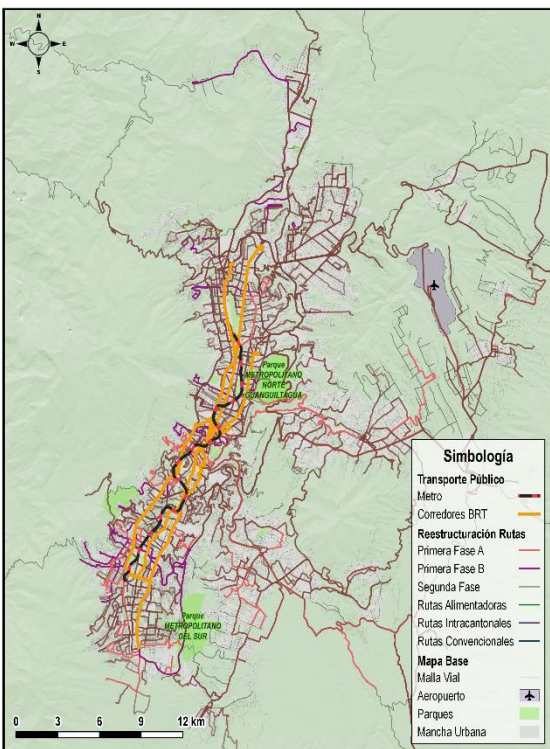 N
W E
S
Parque
METROPOLITANO
NORTE
GUANGUILTAGUA
Parque
METROPOLITANO
DEL SUR
Simbología
Transporte Público
Metro
Corredores BRT
Reestructuración Rutas
Primera Fase A
Primera Fase B
Segunda Fase
Rutas Alimentadoras
Rutas Intracantonales
Rutas Convencionales
Mapa Base
Malla Vial
Aeropuerto
Parques
Mancha Urbana
0 3 6 9 12 km